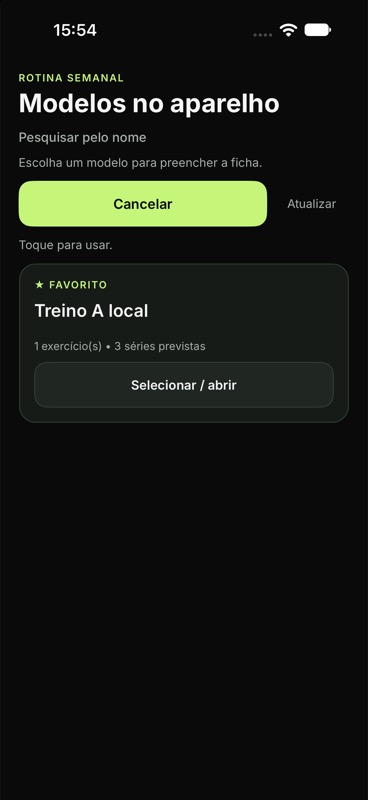 15:54
ROTINA SEMANAL
Modelos no aparelho
Pesquisar pelo nome
Escolha um modelo para preencher a ficha.
Cancelar
Atualizar
Toque para usar.
★ FAVORITO
Treino A local
1 exercício(s) • 3 séries previstas
Selecionar / abrir